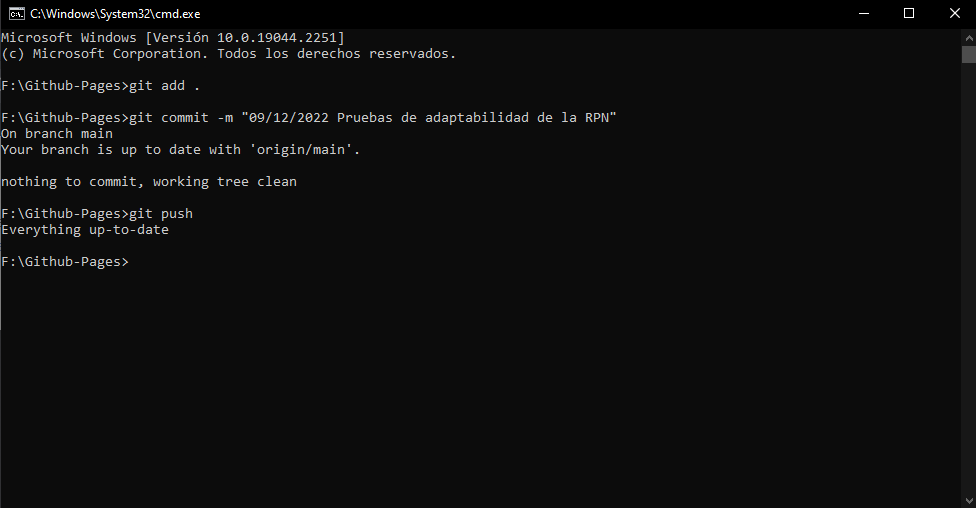 C:\Windows\System32\cmd.exe
Microsoft Windows [Versión 10.0.19044.2251]
(c) Microsoft Corporation. Todos los derechos reservados.
F:\Github-Pages>git add .
F:\Github-Pages>git commit -m "09/12/2022 Pruebas de adaptabilidad de la RPN"
On branch main
Your branch is up to date with 'origin/main'.
nothing to commit, working tree clean
F:\Github-Pages>git push
Everything up-to-date
F:\Github-Pages>